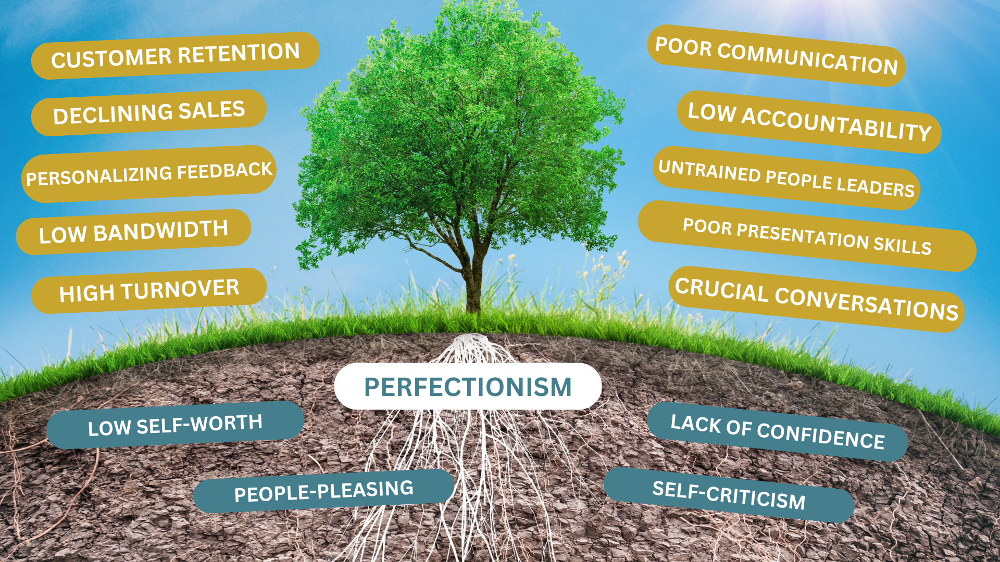 CUSTOMER RETENTION
DECLINING SALES
PERSONALIZING FEEDBACK
LOW BANDWIDTH
HIGH TURNOVER
POOR COMMUNICATION
LOW ACCOUNTABILITY
UNTRAINED PEOPLE LEADERS
POOR PRESENTATION SKILLS
CRUCIAL CONVERSATIONS
PERFECTIONISM
LOW SELF-WORTH
PEOPLE-PLEASING
LACK OF CONFIDENCE
SELF-CRITICISM